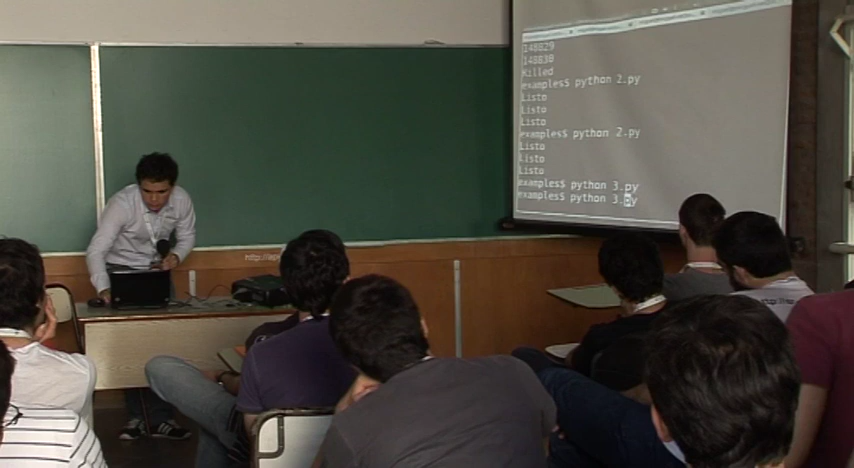 148829
148830
Killed
examples$ python 2.py
Listo
Listo
Listo
examples$ python 2.py
Listo
Listo
Listo
examples$ python 3.py
examples$ python 3.py